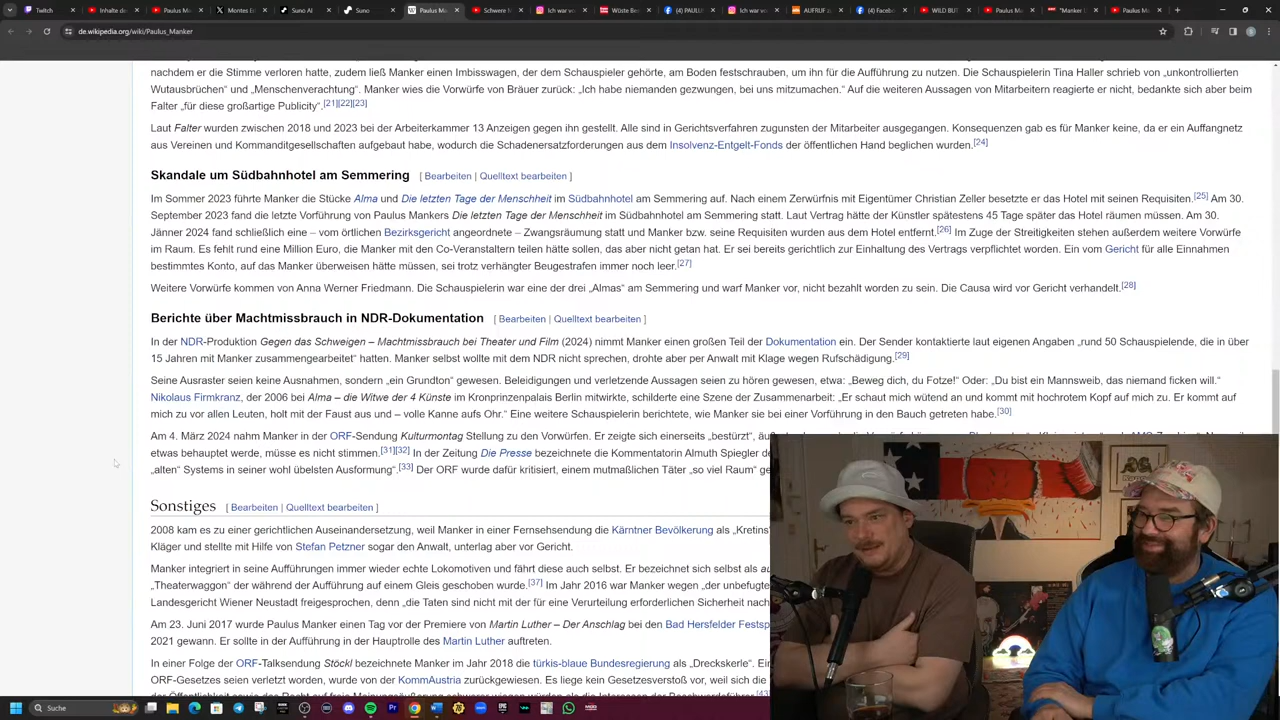 Twitch
Inhalte de
Paulus M
Montes E
Suno AI
Suno
Paulus Ma
Schwere
Ich war vo
Wüste Be
(4) PAUL
Ich war vo
AUFRUF z
(4) Faceb
WILD BUT
Paulus M
"Manker
Paulus M
de.wikipedia.org/wiki/Paulus_Manker
nachdem er die Stimme verloren hatte, zudem ließ Manker einen Imbisswagen, der dem Schauspieler gehörte, am Boden festschrauben, um ihn für die Aufführung zu nutzen. Die Schauspielerin Tina Haller schrieb von „unkontrollierten
Wutausbrüchen“ und „Menschenverachtung“. Manker wies die Vorwürfe von Bräuer zurück: „Ich habe niemanden gezwungen, bei uns mitzumachen.“ Auf die weiteren Aussagen von Mitarbeitern reagierte er nicht, bedankte sich aber beim
Falter „für diese großartige Publicity“.[21][22][23]
Laut Falter wurden zwischen 2018 und 2023 bei der Arbeiterkammer 13 Anzeigen gegen ihn gestellt. Alle sind in Gerichtsverfahren zugunsten der Mitarbeiter ausgegangen. Konsequenzen gab es für Manker keine, da er ein Auffangnetz
aus Vereinen und Kommanditgesellschaften aufgebaut habe, wodurch die Schadenersatzforderungen aus dem Insolvenz-Entgelt-Fonds der öffentlichen Hand beglichen wurden.[24]
Skandale um Südbahnhotel am Semmering [ Bearbeiten | Quelltext bearbeiten ]
Im Sommer 2023 führte Manker die Stücke Alma und Die letzten Tage der Menschheit im Südbahnhotel am Semmering auf. Nach einem Zerwürfnis mit Eigentümer Christian Zeller besetzte er das Hotel mit seinen Requisiten.[25] Am 30.
September 2023 fand die letzte Vorführung von Paulus Mankers Die letzten Tage der Menschheit im Südbahnhotel am Semmering statt. Laut Vertrag hätte der Künstler spätestens 45 Tage später das Hotel räumen müssen. Am 30.
Jänner 2024 fand schließlich eine – vom örtlichen Bezirksgericht angeordnete – Zwangsräumung statt und Manker bzw. seine Requisiten wurden aus dem Hotel entfernt.[26] Im Zuge der Streitigkeiten stehen außerdem weitere Vorwürfe
im Raum. Es fehlt rund eine Million Euro, die Manker mit den Co-Veranstaltern teilen hätte sollen, das aber nicht getan hat. Er sei bereits gerichtlich zur Einhaltung des Vertrags verpflichtet worden. Ein vom Gericht für alle Einnahmen
bestimmtes Konto, auf das Manker überweisen hätte müssen, sei trotz verhängter Beugestrafen immer noch leer.[27]
Weitere Vorwürfe kommen von Anna Werner Friedmann. Die Schauspielerin war eine der drei „Almas“ am Semmering und warf Manker vor, nicht bezahlt worden zu sein. Die Causa wird vor Gericht verhandelt.[28]
Berichte über Machtmissbrauch in NDR-Dokumentation [ Bearbeiten | Quelltext bearbeiten ]
In der NDR-Produktion Gegen das Schweigen – Machtmissbrauch bei Theater und Film (2024) nimmt Manker einen großen Teil der Dokumentation ein. Der Sender kontaktierte laut eigenen Angaben „rund 50 Schauspielende, die in über
15 Jahren mit Manker zusammengearbeitet“ hatten. Manker selbst wollte mit dem NDR nicht sprechen, drohte aber per Anwalt mit Klage wegen Rufschädigung.[29]
Seine Ausraster seien keine Ausnahmen, sondern „ein Grundton“ gewesen. Beleidigungen und verletzende Aussagen seien zu hören gewesen, etwa: „Beweg dich, du Fotze!“ Oder: „Du bist ein Mannsweib, das niemand ficken will.“
Nikolaus Firmkranz, der 2006 bei Alma – die Witwe der 4 Künste im Kronprinzenpalais Berlin mitwirkte, schilderte eine Szene der Zusammenarbeit: „Er schaut mich wütend an und kommt mit hochrotem Kopf auf mich zu. Er kommt auf
mich zu vor allen Leuten, holt mit der Faust aus und – volle Kanne aufs Ohr.“ Eine weitere Schauspielerin berichtete, wie Manker sie bei einer Vorführung in den Bauch getreten habe.[30]
Am 4. März 2024 nahm Manker in der ORF-Sendung Kulturmontag Stellung zu den Vorwürfen. Er zeigte sich einerseits „bestürzt“,
etwas behauptet werde, müsse es nicht stimmen.[31][32] In der Zeitung Die Presse bezeichnete die Kommentatorin Almuth Spiegler de
„alten“ Systems in seiner wohl übelsten Ausformung“.[33] Der ORF wurde dafür kritisiert, einem mutmaßlichen Täter „so viel Raum“ ge
Sonstiges [ Bearbeiten | Quelltext bearbeiten ]
2008 kam es zu einer gerichtlichen Auseinandersetzung, weil Manker in einer Fernsehsendung die Kärntner Bevölkerung als „Kretins“
Kläger und stellte mit Hilfe von Stefan Petzner sogar den Anwalt, unterlag aber vor Gericht.
Manker integriert in seine Aufführungen immer wieder echte Lokomotiven und fährt diese auch selbst. Er bezeichnet sich selbst als au
„Theaterwaggon“ der während der Aufführung auf einem Gleis geschoben wurde.[37] Im Jahr 2016 war Manker wegen „der unbefugte
Landesgericht Wiener Neustadt freigesprochen, denn „die Taten sind nicht mit der für eine Verurteilung erforderlichen Sicherheit nach
Am 23. Juni 2017 wurde Paulus Manker einen Tag vor der Premiere von Martin Luther – Der Anschlag bei den Bad Hersfelder Festsp
2021 gewann. Er sollte in der Aufführung in der Hauptrolle des Martin Luther auftreten.
In einer Folge der ORF-Talksendung Stöckl bezeichnete Manker im Jahr 2018 die türkis-blaue Bundesregierung als „Dreckskerle“. Ein
ORF-Gesetzes seien verletzt worden, wurde von der KommAustria zurückgewiesen. Es liege kein Gesetzesverstoß vor, weil sich die
Suche